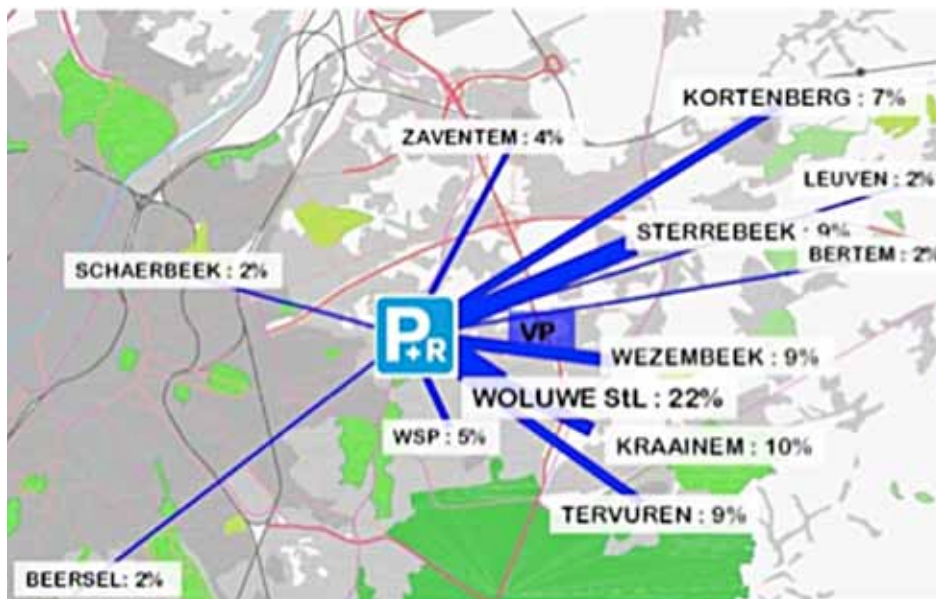 KORTENBERG : 7%
ZAVENTEM : 4%
LEUVEN : 2%
STERREBEEK : 9%
BERTEM : 2%
SCHAERBEEK : 2%
P+R
VP
WEZEMBEEK : 9%
WOLUWE StL : 22%
WSP : 5%
KRAAINEM : 10%
TERVUREN : 9%
BEERSEL: 2%